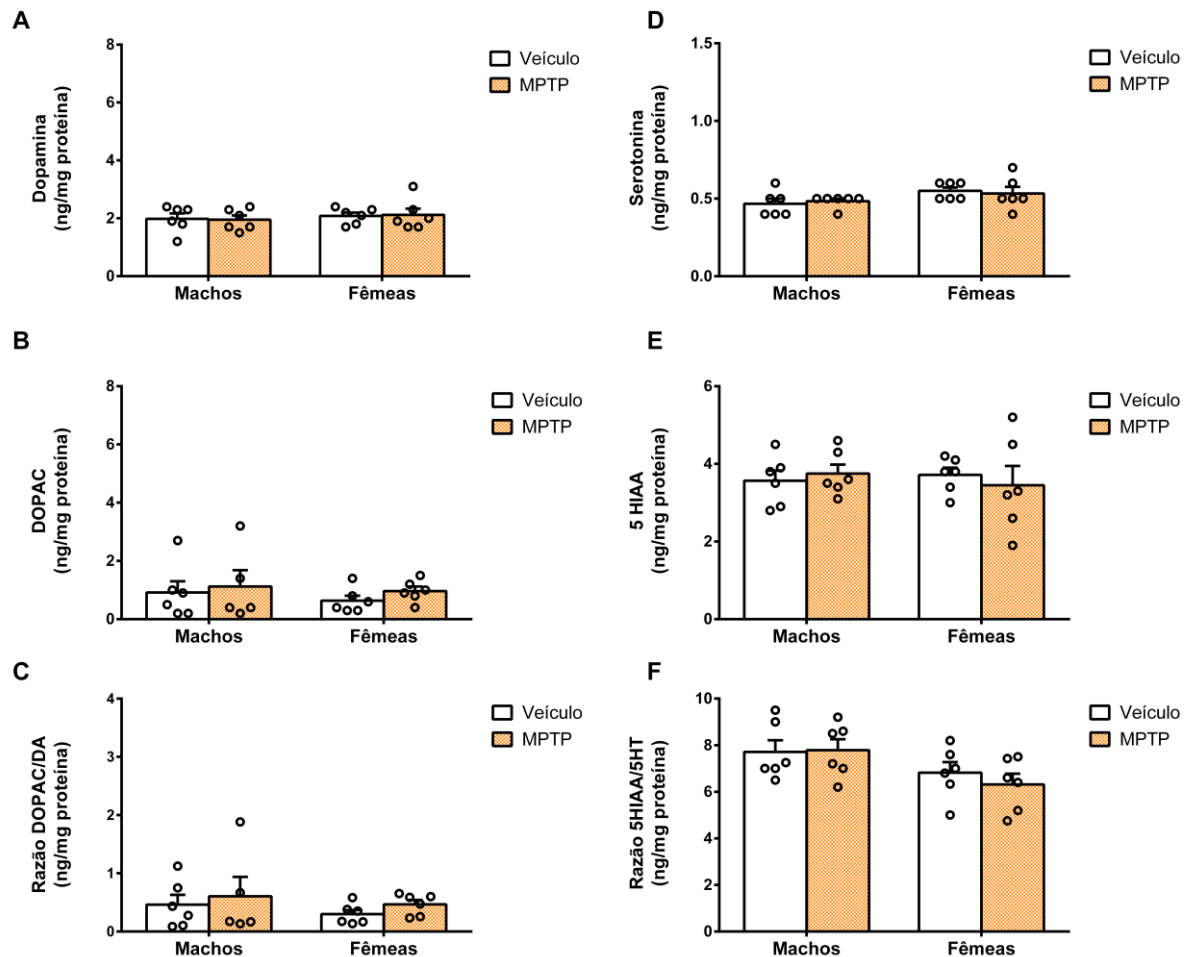 A
Dopamina
(ng/mg proteína)
8
6
4
2
0
Machos
Fêmeas
Veículo
MPTP
B
DOPAC
(ng/mg proteína)
8
6
4
2
0
Machos
Fêmeas
Veículo
MPTP
C
Razão DOPAC/DA
(ng/mg proteína)
4
3
2
1
0
Machos
Fêmeas
Veículo
MPTP
D
Serotonina
(ng/mg proteína)
1.5
1.0
0.5
0.0
Machos
Fêmeas
Veículo
MPTP
E
5 HIAA
(ng/mg proteína)
6
4
2
0
Machos
Fêmeas
Veículo
MPTP
F
Razão 5HIAA/5HT
(ng/mg proteína)
10
8
6
4
2
0
Machos
Fêmeas
Veículo
MPTP